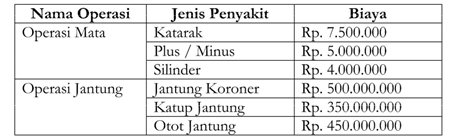 Nama Operasi Jenis Penyakit Biaya
Operasi Mata Katarak Rp. 7.500.000
Plus / Minus Rp. 5.000.000
Silinder Rp. 4.000.000
Operasi Jantung Jantung Koroner Rp. 500.000.000
Katup Jantung Rp. 350.000.000
Otot Jantung Rp. 450.000.000